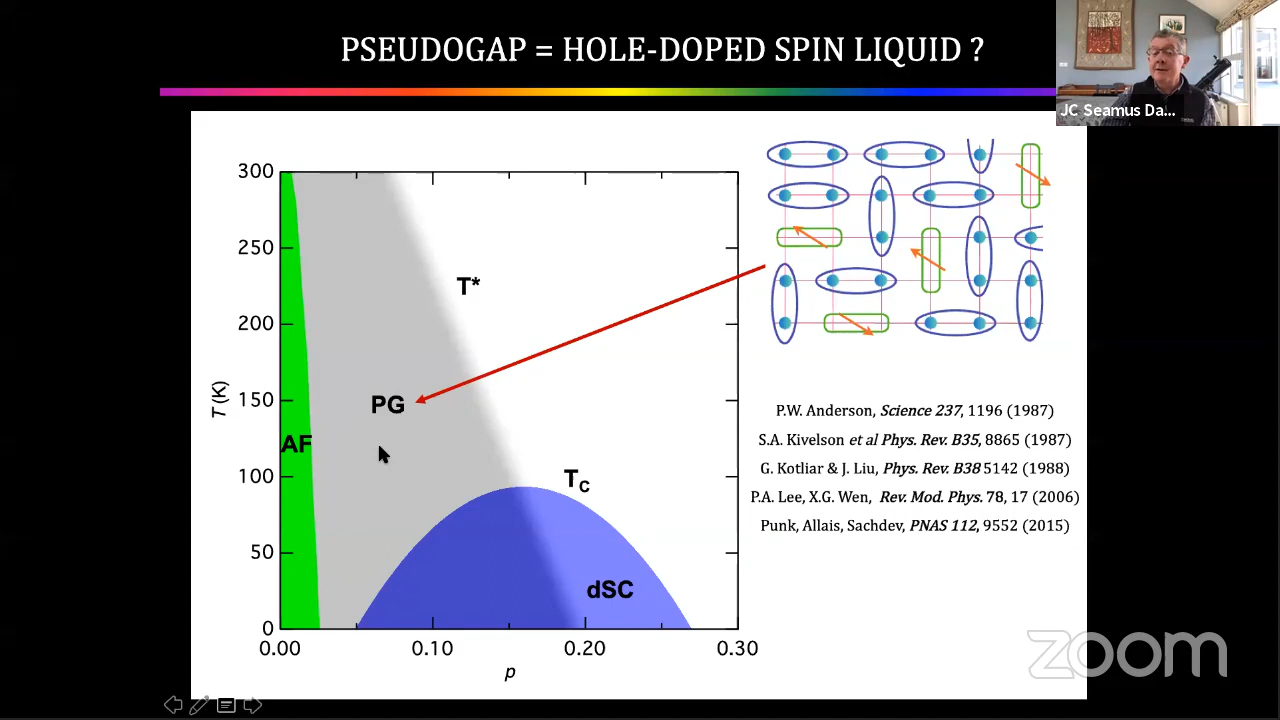 PSEUDOGAP = HOLE-DOPED SPIN LIQUID ?
JC Seamus Da...
300
250
200
150
100
50
0
T (K)
0.00
0.10
0.20
0.30
p
AF
PG
T*
TC
dSC
P.W. Anderson, Science 237, 1196 (1987)
S.A. Kivelson et al Phys. Rev. B35, 8865 (1987)
G. Kotliar & J. Liu, Phys. Rev. B38 5142 (1988)
P.A. Lee, X.G. Wen, Rev. Mod. Phys. 78, 17 (2006)
Punk, Allais, Sachdev, PNAS 112, 9552 (2015)
zoom